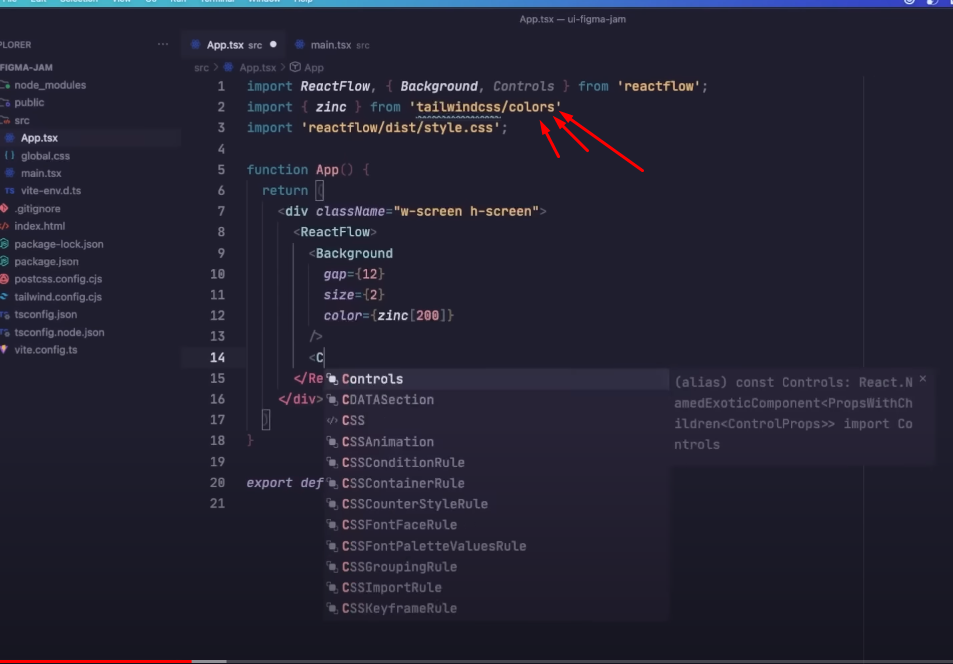 App.tsx — ui-figma-jam
PLORER ···
App.tsx src ● main.tsx src
FIGMA-JAM
src > App.tsx > App
node_modules
public
src
App.tsx
global.css
main.tsx
TS vite-env.d.ts
.gitignore
index.html
package-lock.json
package.json
postcss.config.cjs
tailwind.config.cjs
tsconfig.json
tsconfig.node.json
vite.config.ts
1 import ReactFlow, { Background, Controls } from 'reactflow';
2 import { zinc } from 'tailwindcss/colors'
3 import 'reactflow/dist/style.css';
4
5 function App() {
6 return (
7 <div className="w-screen h-screen">
8 <ReactFlow>
9 <Background
10 gap={12}
11 size={2}
12 color={zinc[200]}
13 />
14 <C
15 </Re
16 </div>
17 )
18 }
19
20 export def
21
Controls
CDATASection
CSS
CSSAnimation
CSSConditionRule
CSSContainerRule
CSSCounterStyleRule
CSSFontFaceRule
CSSFontPaletteValuesRule
CSSGroupingRule
CSSImportRule
CSSKeyframeRule
(alias) const Controls: React.N
amedExoticComponent<PropsWithCh
ildren<ControlProps>> import Co
ntrols